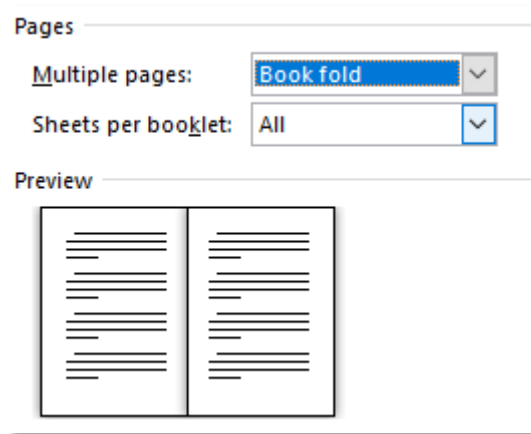 Pages
Multiple pages: Book fold
Sheets per booklet: All
Preview